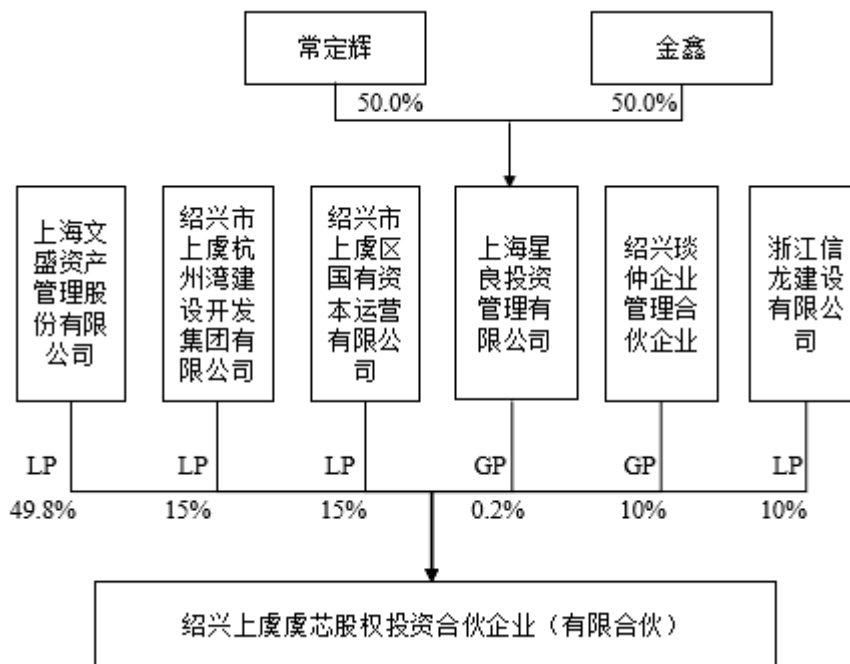 常定辉
金鑫
50.0%
50.0%
上海文
盛资产
管理股
份有限
公司
绍兴市
上虞杭
州湾建
设开发
集团有
限公司
绍兴市
上虞区
国有资
本运营
有限公
司
上海星
良投资
管理有
限公司
绍兴琰
仲企业
管理合
伙企业
浙江信
龙建设
有限公
司
LP
LP
LP
GP
GP
LP
49.8%
15%
15%
0.2%
10%
10%
绍兴上虞虞芯股权投资合伙企业（有限合伙）